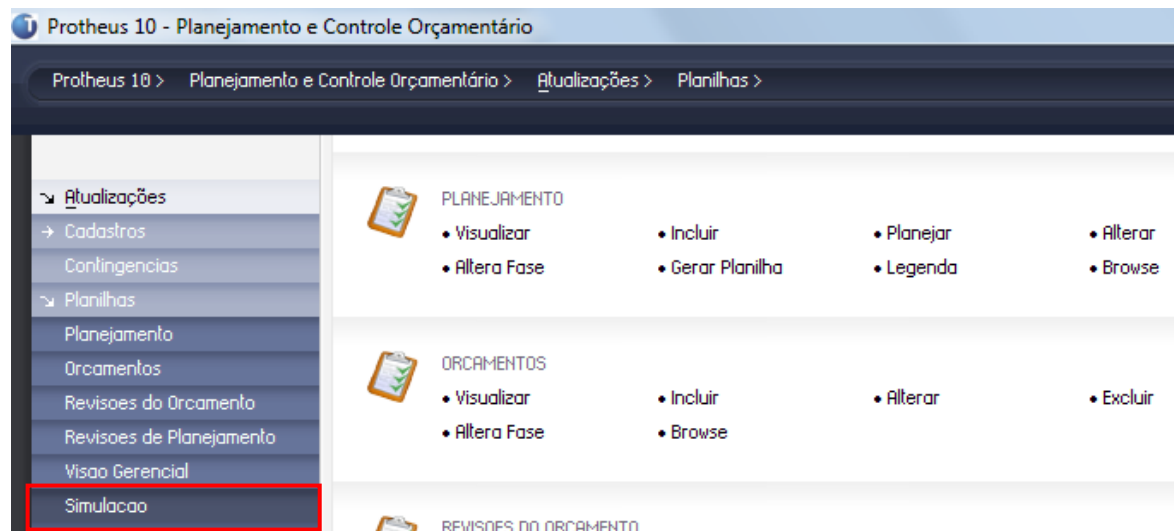 Protheus 10 - Planejamento e Controle Orçamentário
Protheus 10 > Planejamento e Controle Orçamentário > Atualizações > Planilhas >
Atualizações
Cadastros
Contingencias
Planilhas
Planejamento
Orcamentos
Revisoes do Orcamento
Revisoes de Planejamento
Visao Gerencial
Simulacao
PLANEJAMENTO
• Visualizar • Incluir • Planejar • Alterar
• Altera Fase • Gerar Planilha • Legenda • Browse
ORCAMENTOS
• Visualizar • Incluir • Alterar • Excluir
• Altera Fase • Browse
REVISOES DO ORCAMENTO